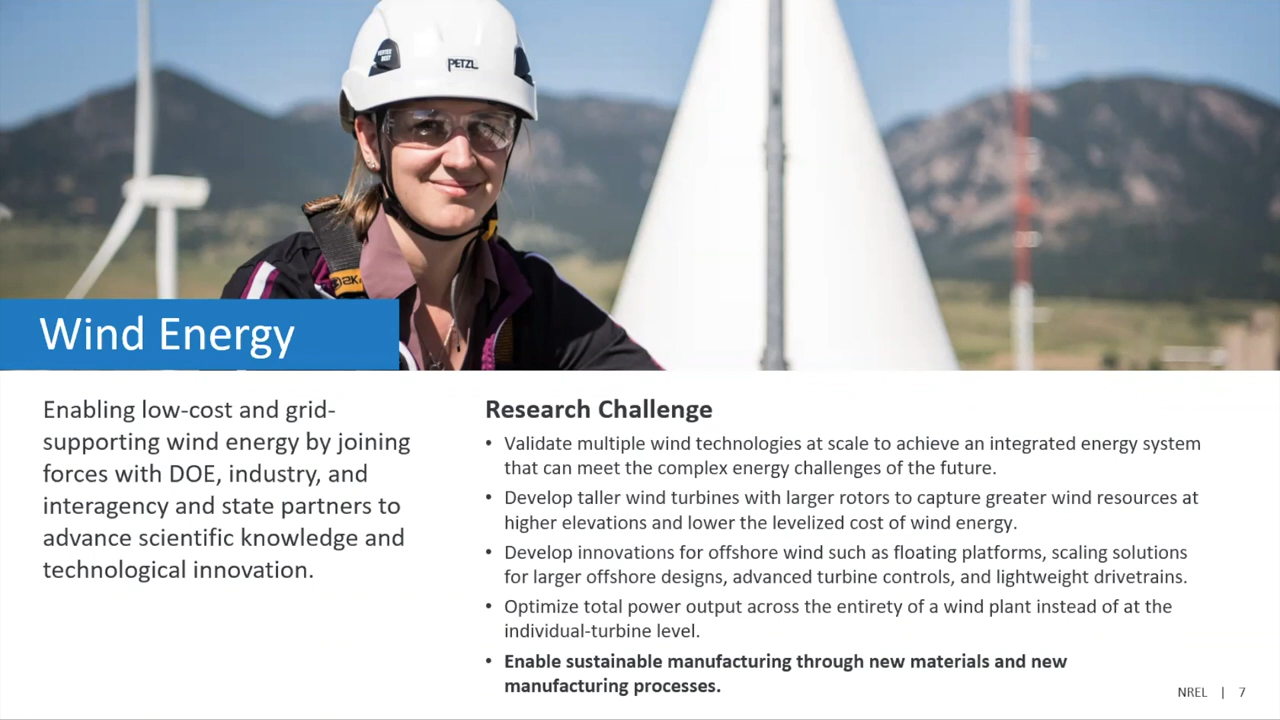 PETZL
Wind Energy
Enabling low-cost and grid-
supporting wind energy by joining
forces with DOE, industry, and
interagency and state partners to
advance scientific knowledge and
technological innovation.
Research Challenge
• Validate multiple wind technologies at scale to achieve an integrated energy system
that can meet the complex energy challenges of the future.
• Develop taller wind turbines with larger rotors to capture greater wind resources at
higher elevations and lower the levelized cost of wind energy.
• Develop innovations for offshore wind such as floating platforms, scaling solutions
for larger offshore designs, advanced turbine controls, and lightweight drivetrains.
• Optimize total power output across the entirety of a wind plant instead of at the
individual-turbine level.
• Enable sustainable manufacturing through new materials and new
manufacturing processes.
NREL | 7